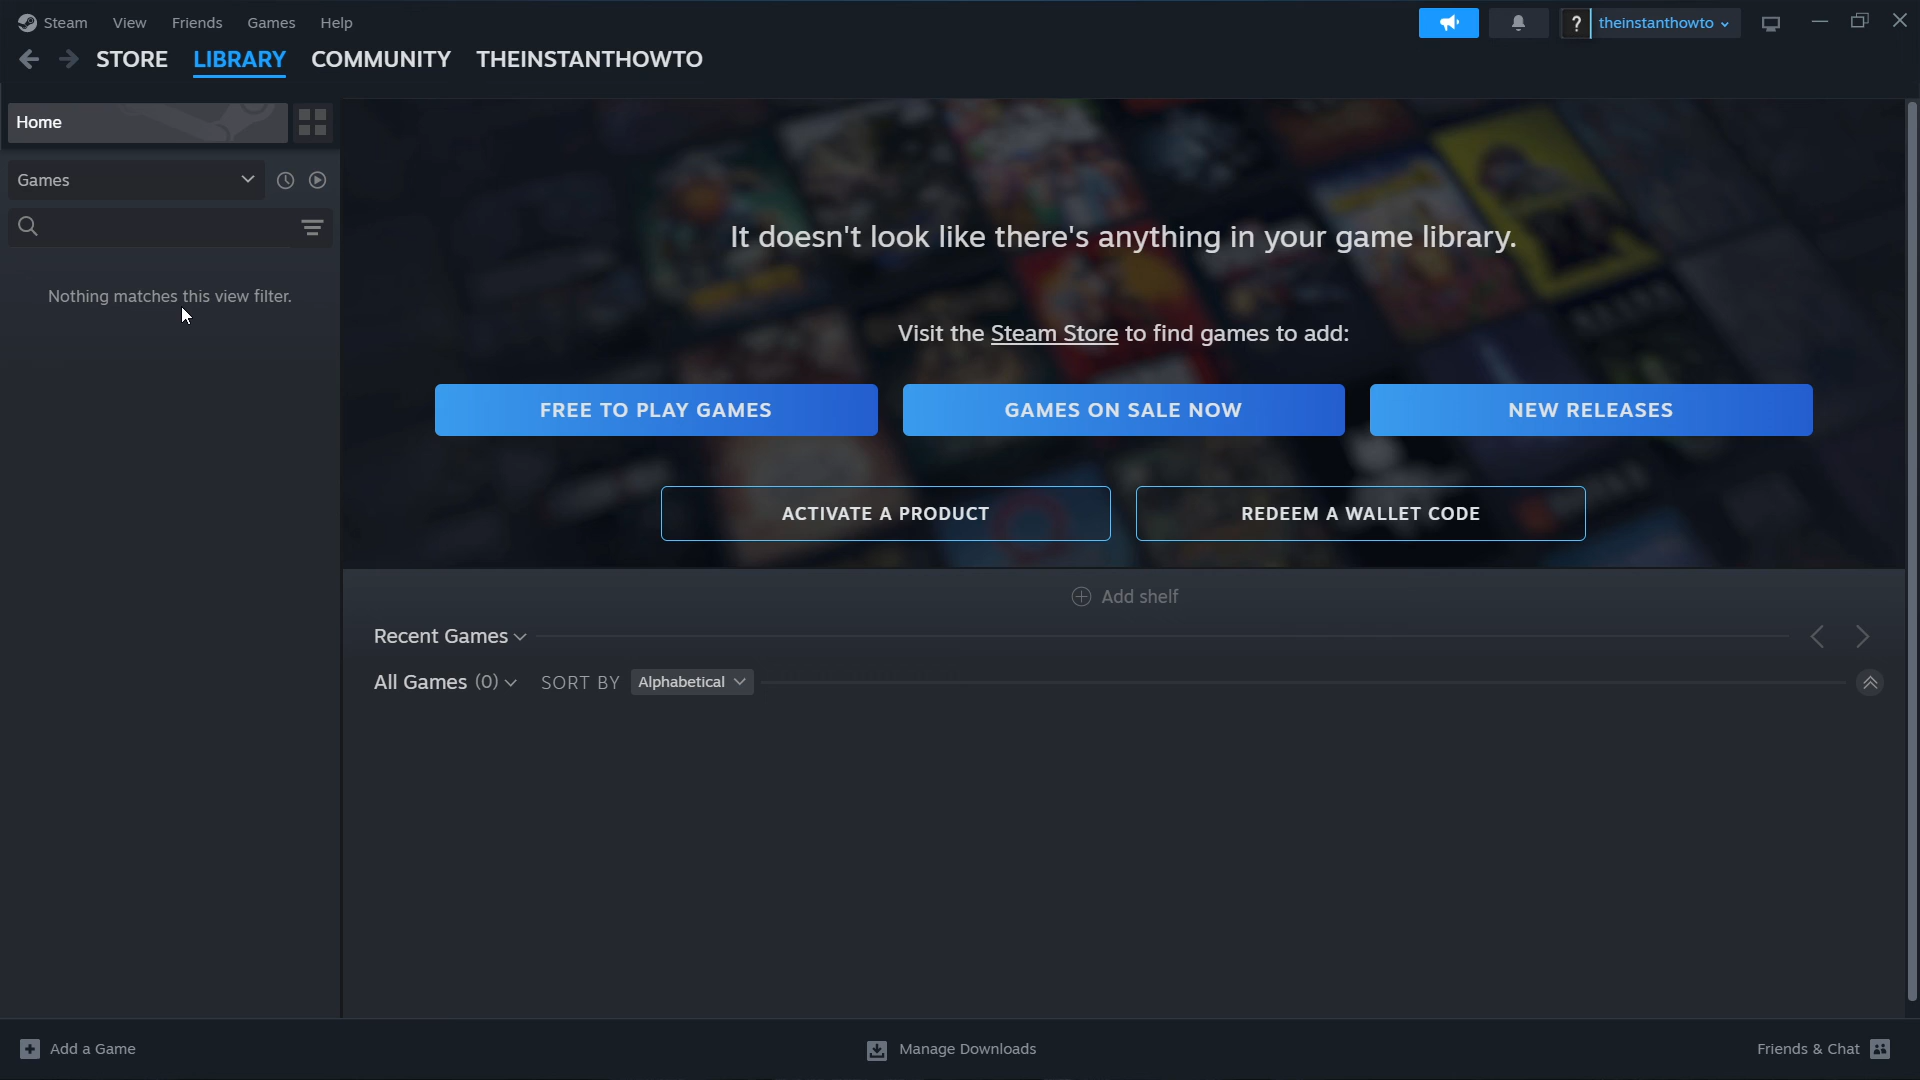 Steam View Friends Games Help
? theinstanthowto
STORE LIBRARY COMMUNITY THEINSTANTHOWTO
Home
Games
Nothing matches this view filter.
It doesn't look like there's anything in your game library.
Visit the Steam Store to find games to add:
FREE TO PLAY GAMES GAMES ON SALE NOW NEW RELEASES
ACTIVATE A PRODUCT REDEEM A WALLET CODE
Add shelf
Recent Games
All Games (0) SORT BY Alphabetical
Add a Game Manage Downloads Friends & Chat